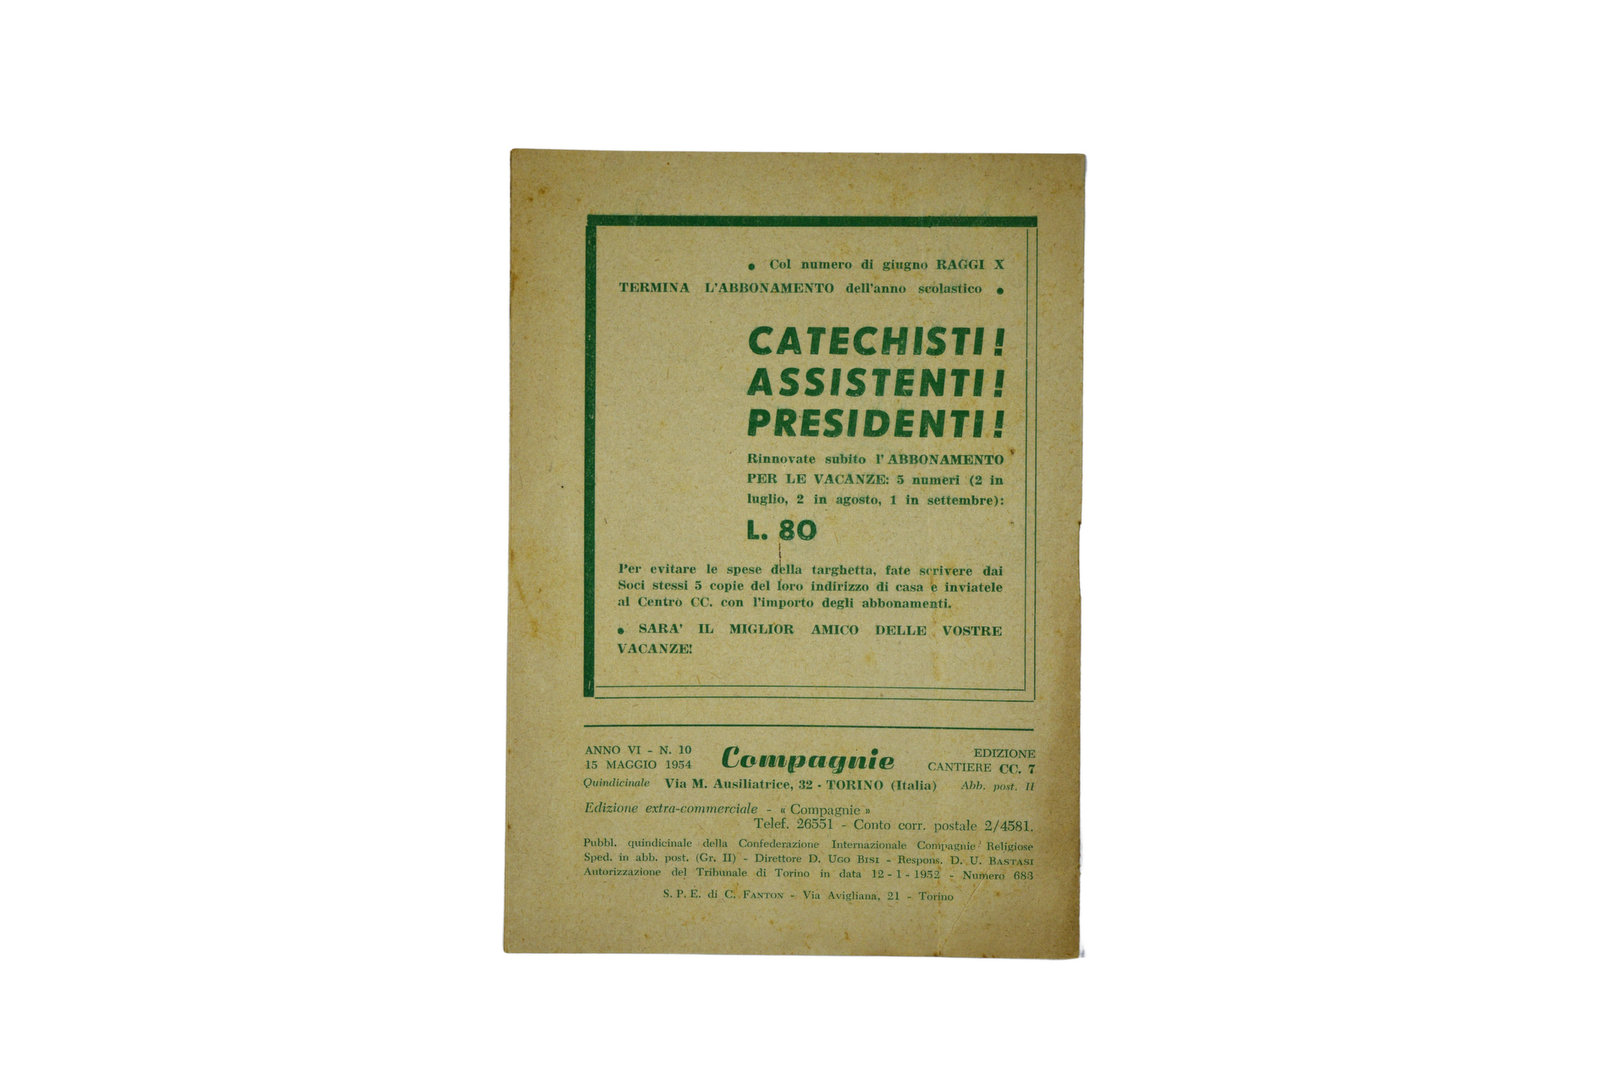 • Col numero di giugno RAGGI X
TERMINA L'ABBONAMENTO dell'anno scolastico •
CATECHISTI!
ASSISTENTI!
PRESIDENTI!
Rinnovate subito l'ABBONAMENTO
PER LE VACANZE: 5 numeri (2 in
luglio, 2 in agosto, 1 in settembre):
L. 80
Per evitare le spese della targhetta, fate scrivere dai
Soci stessi 5 copie del loro indirizzo di casa e inviatele
al Centro CC. con l'importo degli abbonamenti.
• SARA' IL MIGLIOR AMICO DELLE VOSTRE
VACANZE!
ANNO VI - N. 10
15 MAGGIO 1954
Compagnie
EDIZIONE
CANTIERE CC. 7
Quindicinale Via M. Ausiliatrice, 32 - TORINO (Italia) Abb. post. II
Edizione extra-commerciale - « Compagnie »
Telef. 26551 - Conto corr. postale 2/4581.
Pubbl. quindicinale della Confederazione Internazionale Compagnie Religiose
Sped. in abb. post. (Gr. II) - Direttore D. UGO BISI - Respons. D. U. BASTASI
Autorizzazione del Tribunale di Torino in data 12-1-1952 - Numero 683
S. P. E. di C. FANTON - Via Avigliana, 21 - Torino